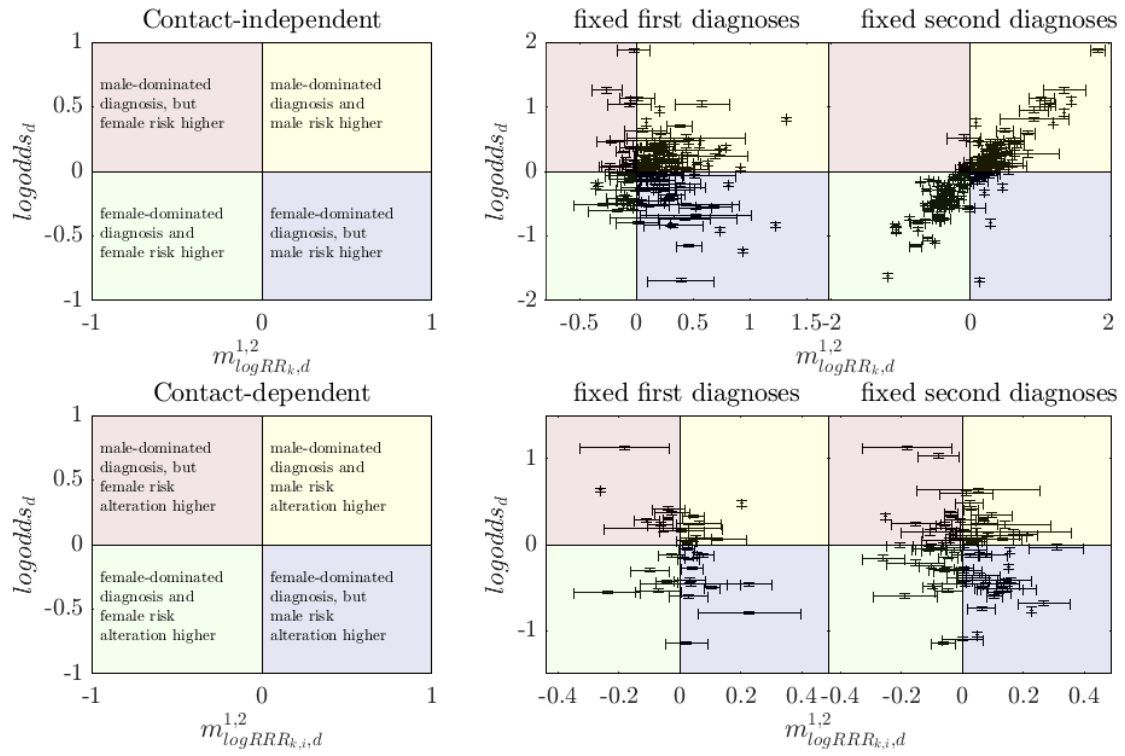 Contact-independent
fixed first diagnoses
fixed second diagnoses
1
0.5
0
-0.5
-1
logodds_d
male-dominated
diagnosis, but
female risk higher
male-dominated
diagnosis and
male risk higher
female-dominated
diagnosis and
female risk higher
female-dominated
diagnosis, but
male risk higher
-1
0
1
m^{1,2}_{logRR_k,d}
2
1
0
-1
-2
logodds_d
-0.5
0
0.5
1
1.5
-2
0
2
m^{1,2}_{logRR_k,d}
Contact-dependent
fixed first diagnoses
fixed second diagnoses
1
0.5
0
-0.5
-1
logodds_d
male-dominated
diagnosis, but
female risk
alteration higher
male-dominated
diagnosis and
male risk
alteration higher
female-dominated
diagnosis and
female risk
alteration higher
female-dominated
diagnosis, but
male risk
alteration higher
-1
0
1
m^{1,2}_{logRRR_{k,i},d}
1
0
-1
logodds_d
-0.4
-0.2
0
0.2
0.4
-0.4
-0.2
0
0.2
0.4
m^{1,2}_{logRRR_{k,i},d}